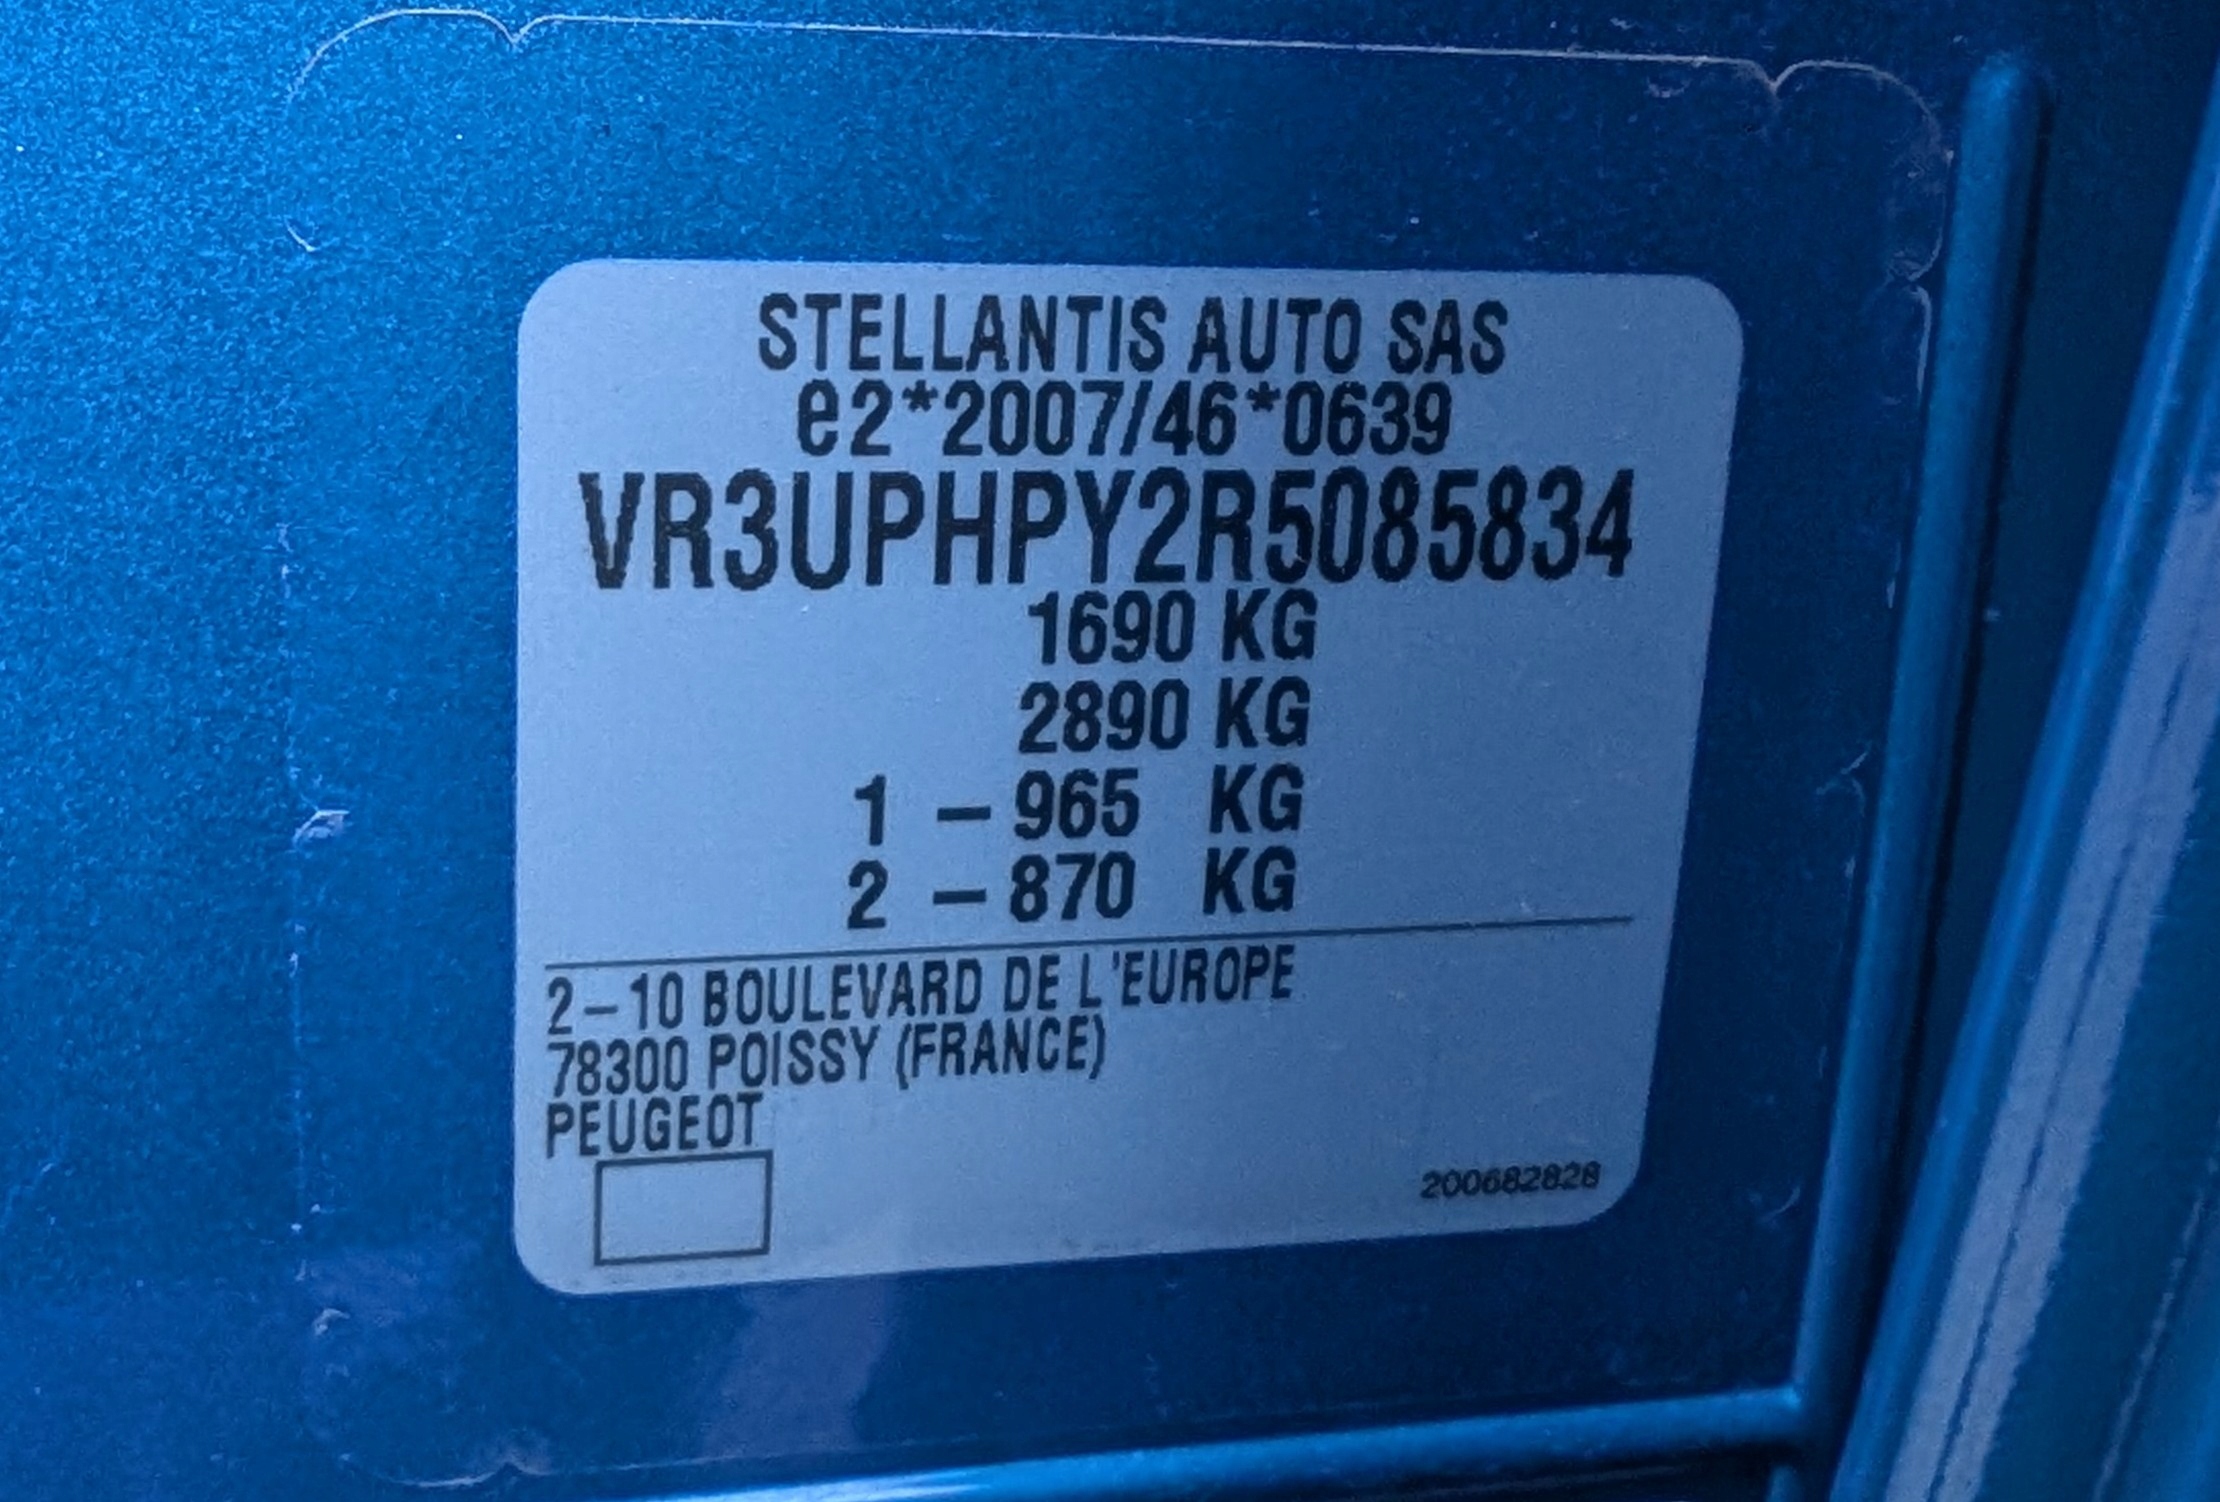 STELLANTIS AUTO SAS
e2*2007/46*0639
VR3UPHPY2R5085834
1690 KG
2890 KG
1 – 965 KG
2 – 870 KG
2–10 BOULEVARD DE L'EUROPE
78300 POISSY (FRANCE)
PEUGEOT
200682828